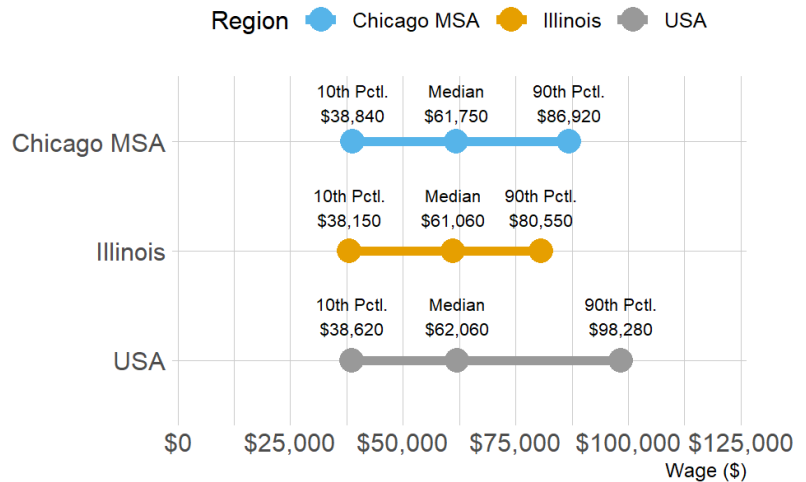 Region Chicago MSA Illinois USA
10th Pctl. Median 90th Pctl.
$38,840 $61,750 $86,920
Chicago MSA
10th Pctl. Median 90th Pctl.
$38,150 $61,060 $80,550
Illinois
10th Pctl. Median 90th Pctl.
$38,620 $62,060 $98,280
USA
$0 $25,000 $50,000 $75,000 $100,000 $125,000
Wage ($)